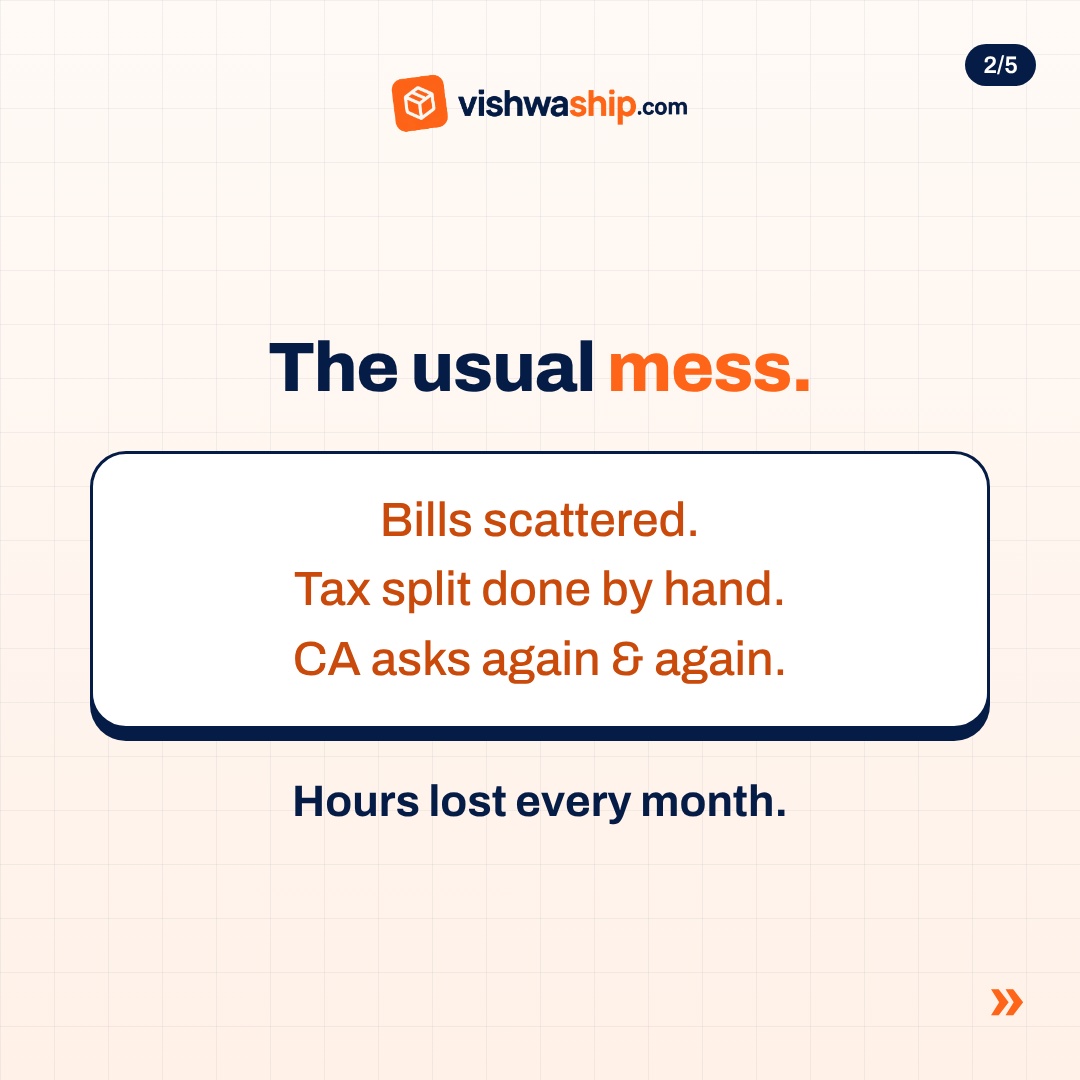 2/5
vishwaship.com
The usual mess.
Bills scattered.
Tax split done by hand.
CA asks again & again.
Hours lost every month.
»